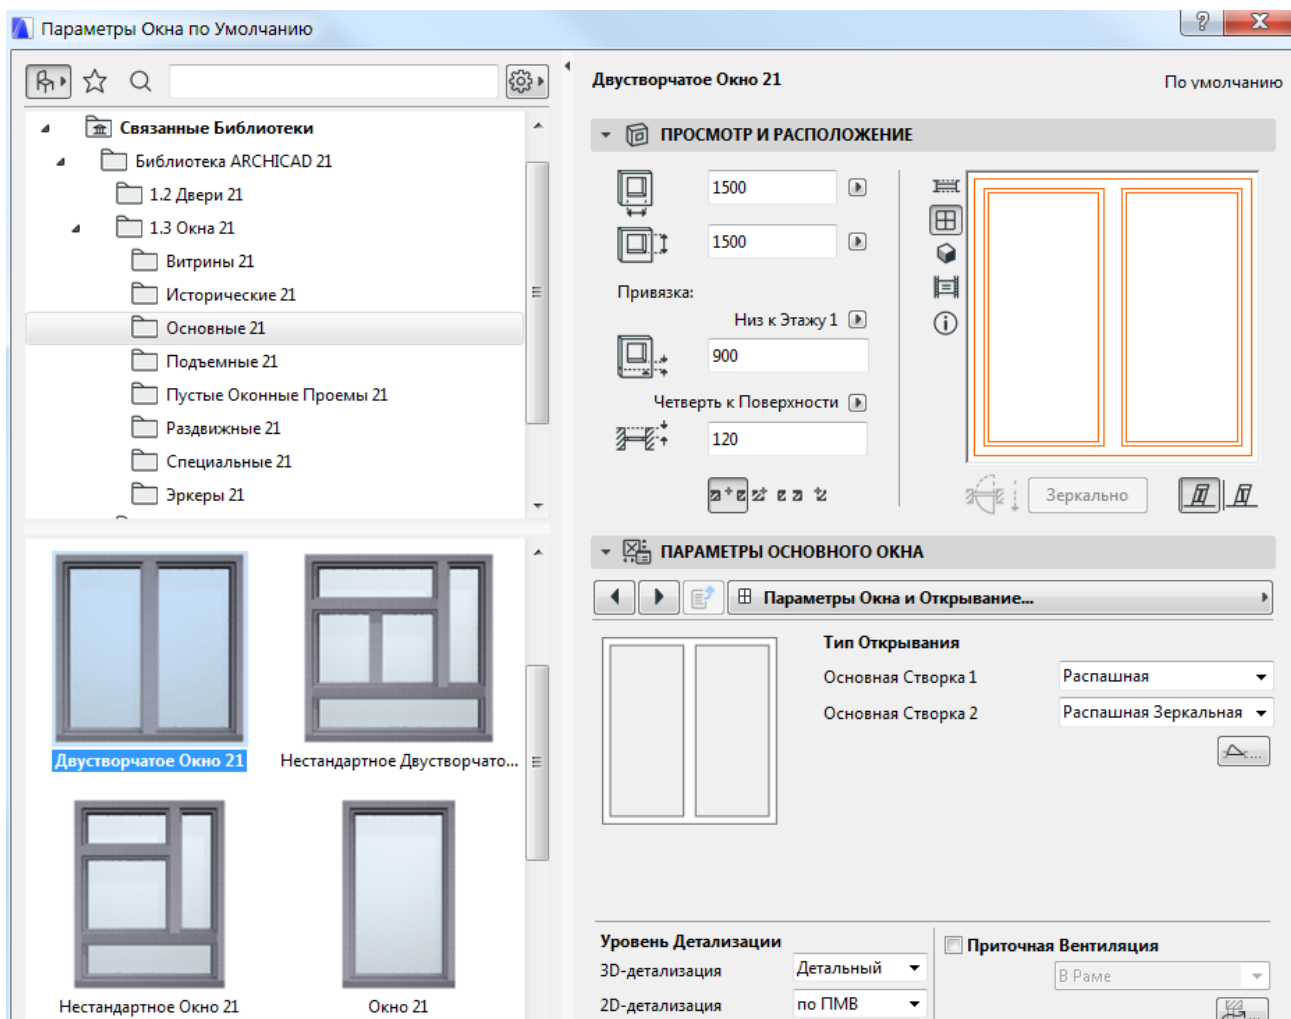 Параметры Окна по Умолчанию
Связанные Библиотеки
Библиотека ARCHICAD 21
1.2 Двери 21
1.3 Окна 21
Витрины 21
Исторические 21
Основные 21
Подъемные 21
Пустые Оконные Проемы 21
Раздвижные 21
Специальные 21
Эркеры 21
Двустворчатое Окно 21
Нестандартное Двустворчато...
Нестандартное Окно 21
Окно 21
Двустворчатое Окно 21
По умолчанию
ПРОСМОТР И РАСПОЛОЖЕНИЕ
1500
1500
Привязка:
Низ к Этажу 1
900
Четверть к Поверхности
120
Зеркально
ПАРАМЕТРЫ ОСНОВНОГО ОКНА
Параметры Окна и Открывание...
Тип Открывания
Основная Створка 1
Распашная
Основная Створка 2
Распашная Зеркальная
Уровень Детализации
3D-детализация
Детальный
2D-детализация
по ПМВ
Приточная Вентиляция
В Раме